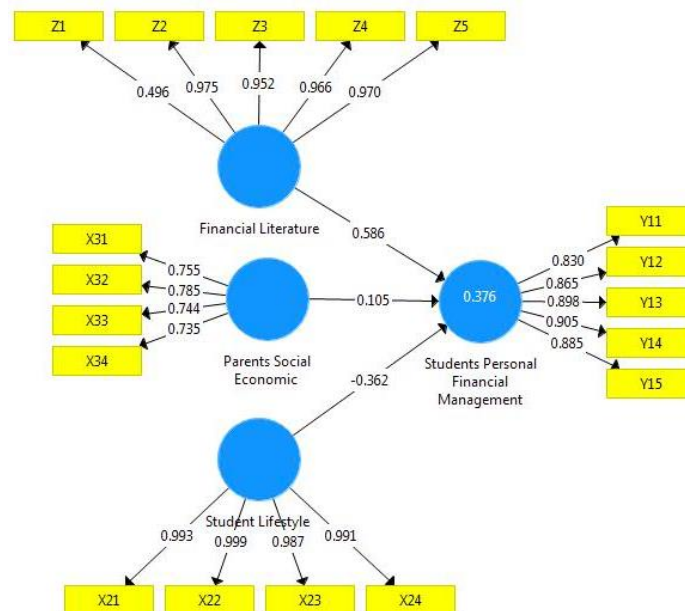 Z1
Z2
Z3
Z4
Z5
0.496
0.975
0.952
0.966
0.970
Financial Literature
0.586
X31
X32
X33
X34
0.755
0.785
0.744
0.735
Parents Social
Economic
0.105
0.376
Students Personal
Financial
Management
0.830
0.865
0.898
0.905
0.885
Y11
Y12
Y13
Y14
Y15
-0.362
Student Lifestyle
0.993
0.999
0.987
0.991
X21
X22
X23
X24